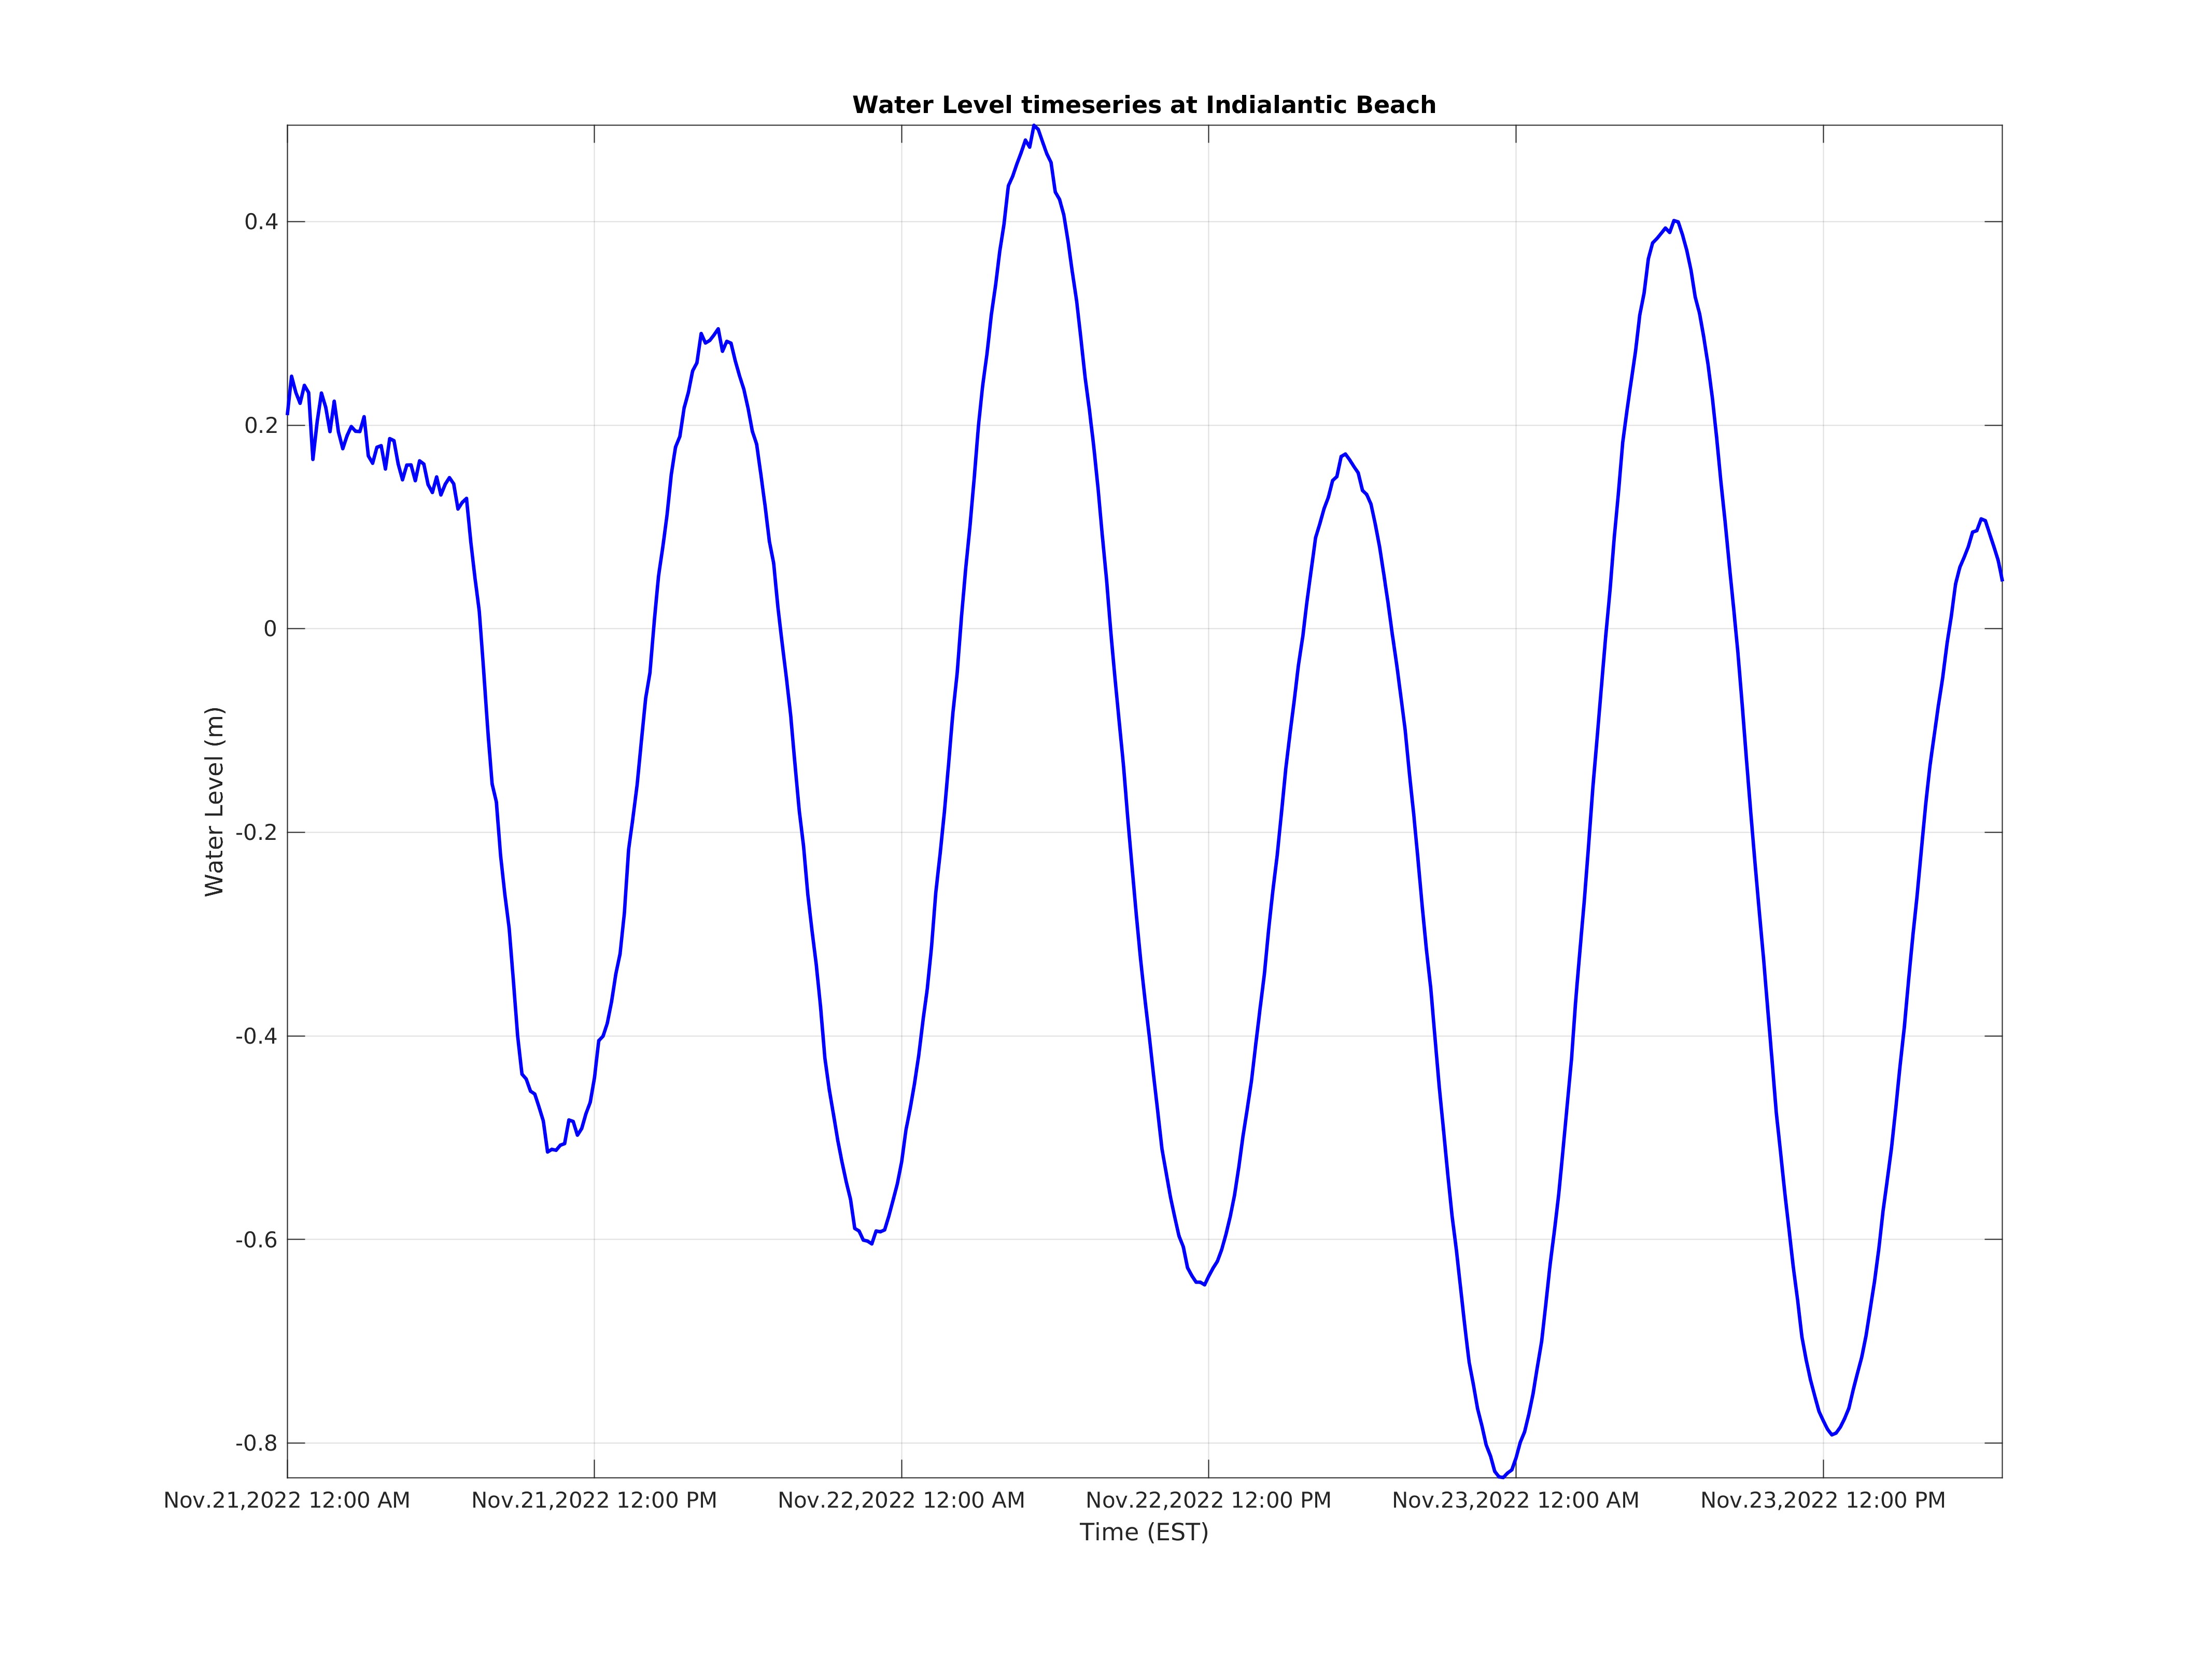 Water Level timeseries at Indialantic Beach
0.4
0.2
0
-0.2
-0.4
-0.6
-0.8
Water Level (m)
Nov.21,2022 12:00 AM Nov.21,2022 12:00 PM Nov.22,2022 12:00 AM Nov.22,2022 12:00 PM Nov.23,2022 12:00 AM Nov.23,2022 12:00 PM
Time (EST)